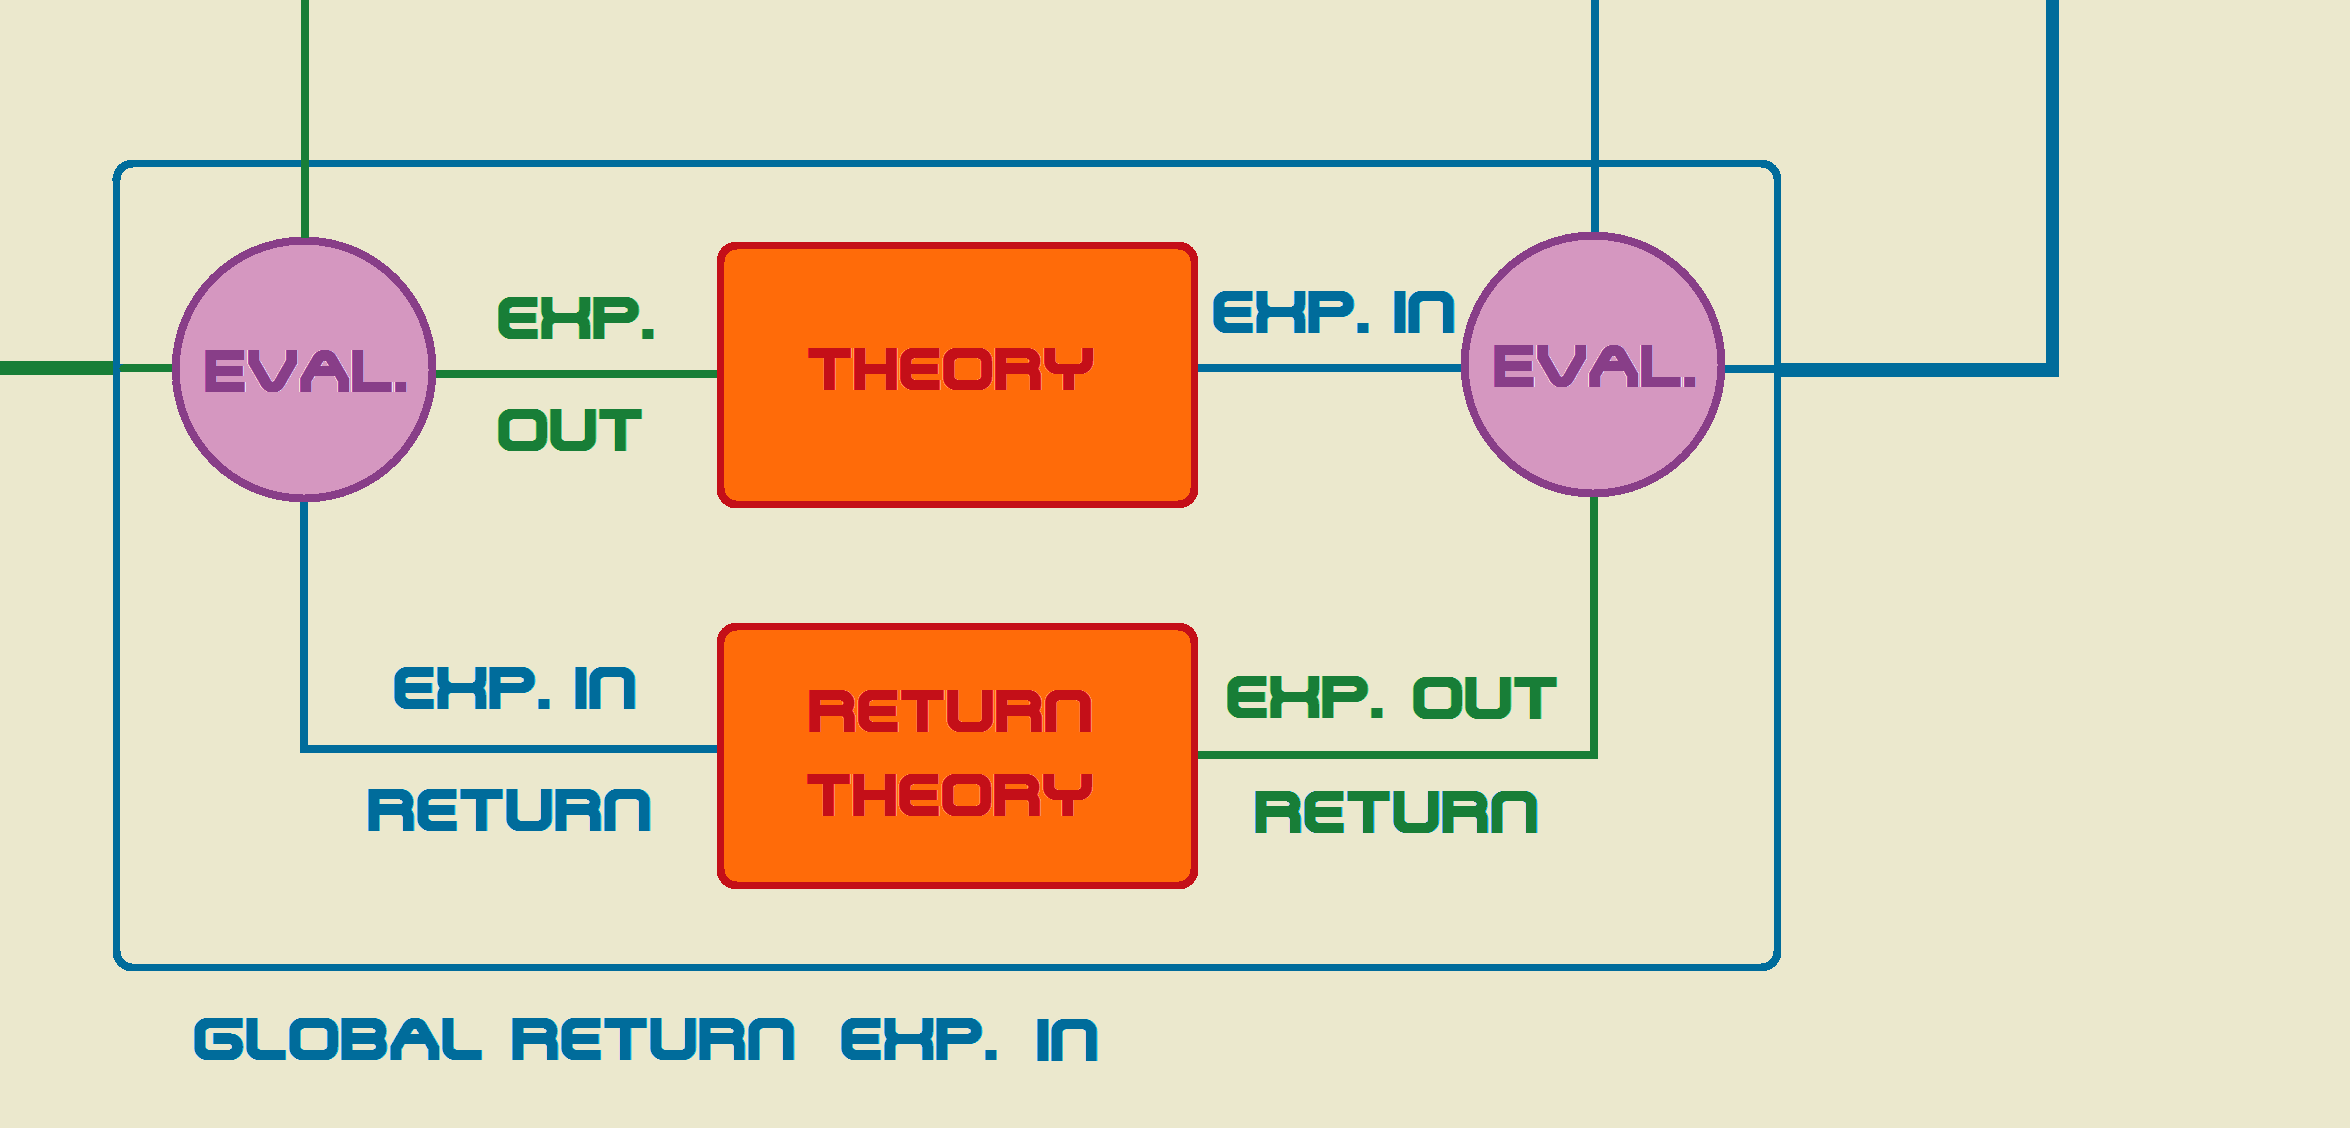 EXP.
OUT
EVAL.
THEORY
EXP. IN
EVAL.
EXP. IN
RETURN
RETURN
THEORY
EXP. OUT
RETURN
GLOBAL RETURN EXP. IN